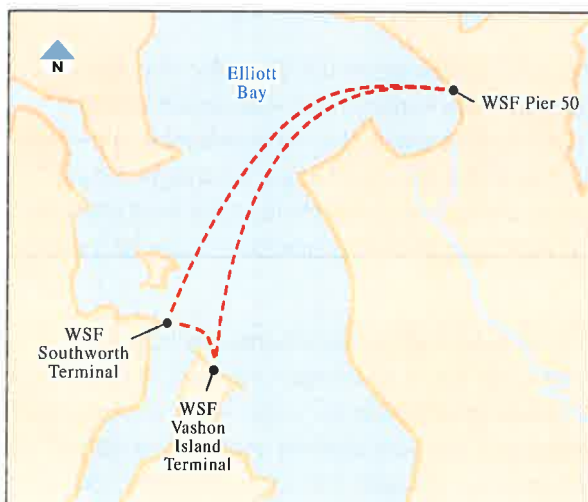 N
Elliott
Bay
WSF Pier 50
WSF
Southworth
Terminal
WSF
Vashon
Island
Terminal